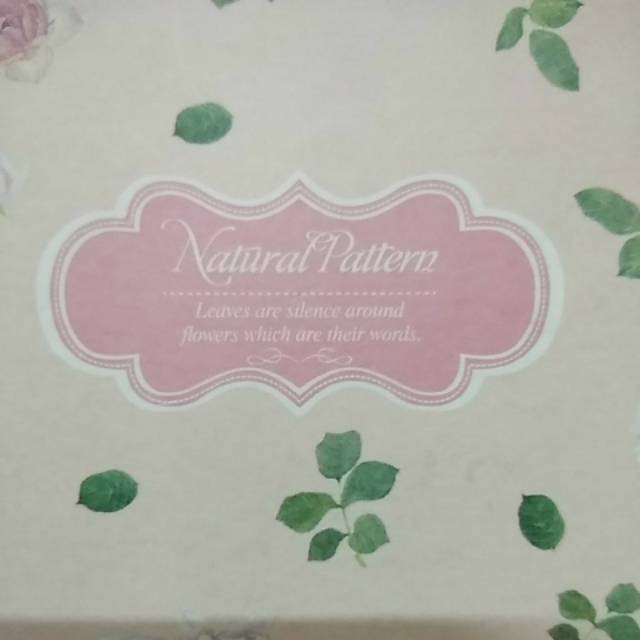 Natural Pattern
Leaves are silence around
flowers which are their words.